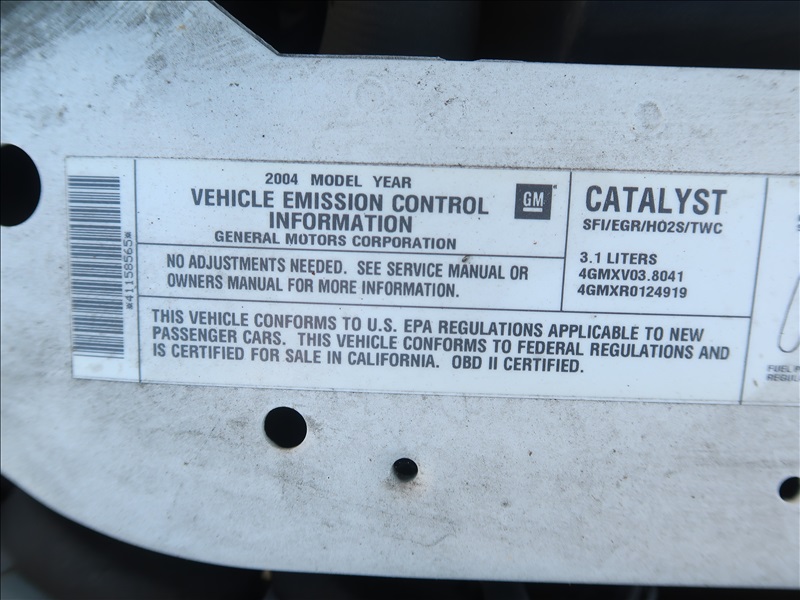 *41158565*
2004 MODEL YEAR
VEHICLE EMISSION CONTROL
INFORMATION
GENERAL MOTORS CORPORATION
GM
NO ADJUSTMENTS NEEDED. SEE SERVICE MANUAL OR
OWNERS MANUAL FOR MORE INFORMATION.
CATALYST
SFI/EGR/HO2S/TWC
3.1 LITERS
4GMXV03.8041
4GMXR0124919
THIS VEHICLE CONFORMS TO U.S. EPA REGULATIONS APPLICABLE TO NEW
PASSENGER CARS. THIS VEHICLE CONFORMS TO FEDERAL REGULATIONS AND
IS CERTIFIED FOR SALE IN CALIFORNIA. OBD II CERTIFIED.
FUEL